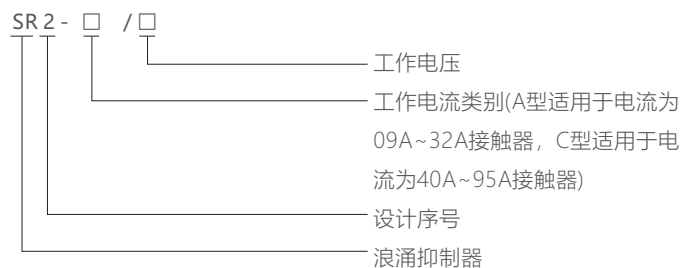 SR 2 - □ / □
工作电压
工作电流类别(A型适用于电流为
09A~32A接触器，C型适用于电
流为40A~95A接触器)
设计序号
浪涌抑制器